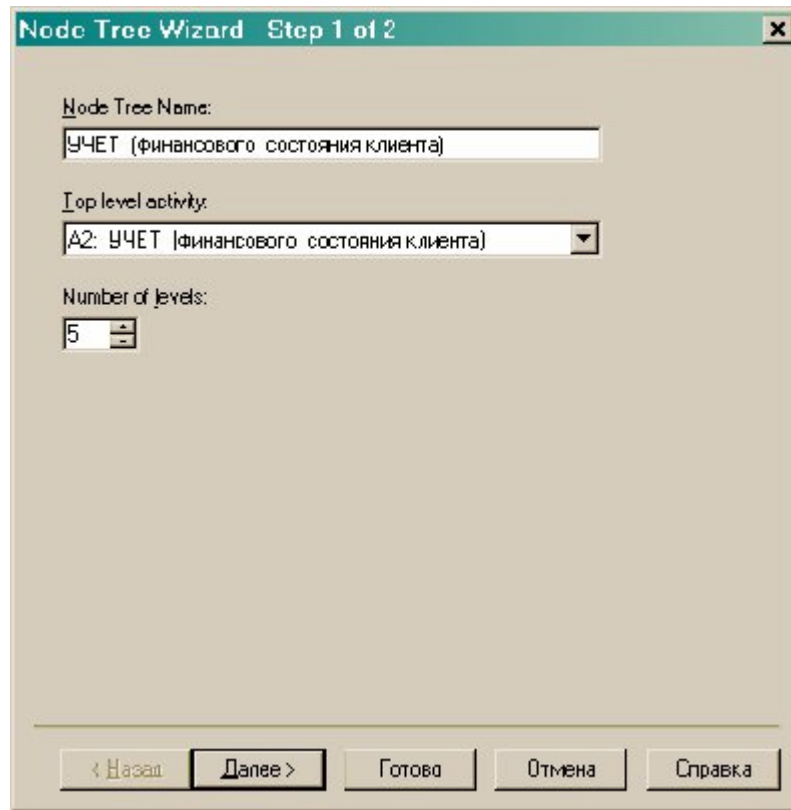 Node Tree Wizard Step 1 of 2
Node Tree Name:
УЧЕТ (финансового состояния клиента)
Top level activity:
A2: УЧЕТ (финансового состояния клиента)
Number of levels:
5
< Назад Далее > Готово Отмена Справка